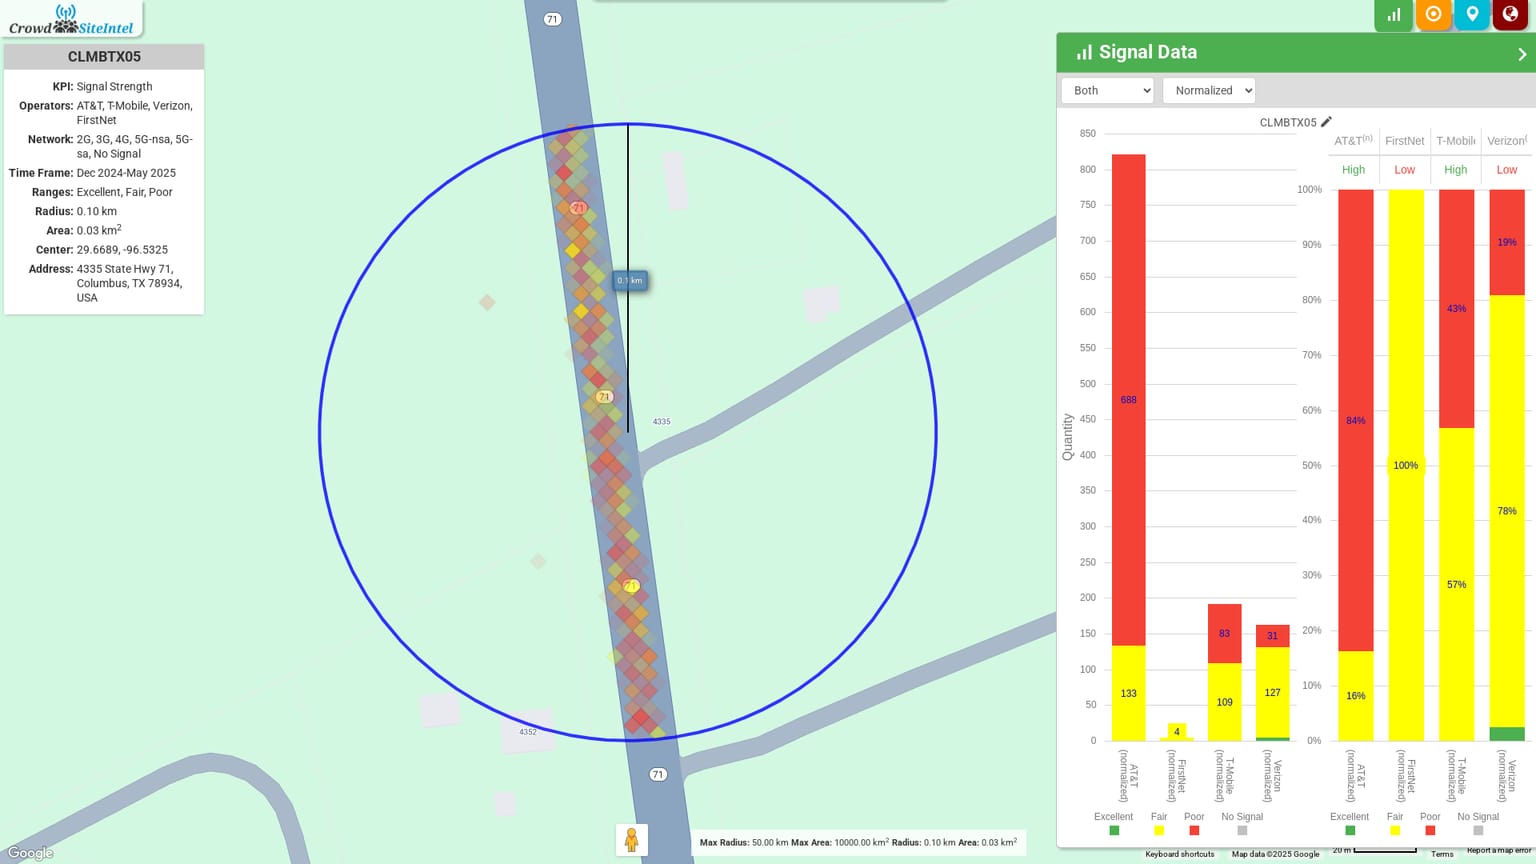 CrowdSiteIntel
CLMBTX05
KPI: Signal Strength
Operators: AT&T, T-Mobile, Verizon,
FirstNet
Network: 2G, 3G, 4G, 5G-nsa, 5G-
sa, No Signal
Time Frame: Dec 2024-May 2025
Ranges: Excellent, Fair, Poor
Radius: 0.10 km
Area: 0.03 km²
Center: 29.6689, -96.5325
Address: 4335 State Hwy 71,
Columbus, TX 78934,
USA
71
71
0.1 km
71
4335
71
4352
71
Google
Max Radius: 50.00 km Max Area: 10000.00 km² Radius: 0.10 km Area: 0.03 km²
Signal Data
Both
Normalized
CLMBTX05
850
800
750
700
650
600
550
500
450
400
350
300
250
200
150
100
50
0
Quantity
688
133
4
83
109
31
127
AT&T
(normalized)
FirstNet
(normalized)
T-Mobile
(normalized)
Verizon
(normalized)
Excellent
Fair
Poor
No Signal
AT&T(n)
FirstNet
T-Mobile
Verizon(
High
Low
High
Low
100%
90%
80%
70%
60%
50%
40%
30%
20%
10%
0%
84%
16%
100%
43%
57%
19%
78%
AT&T
(normalized)
FirstNet
(normalized)
T-Mobile
(normalized)
Verizon
(normalized)
Excellent
Fair
Poor
No Signal
Keyboard shortcuts
Map data ©2025 Google
20 m
Terms
Report a map error